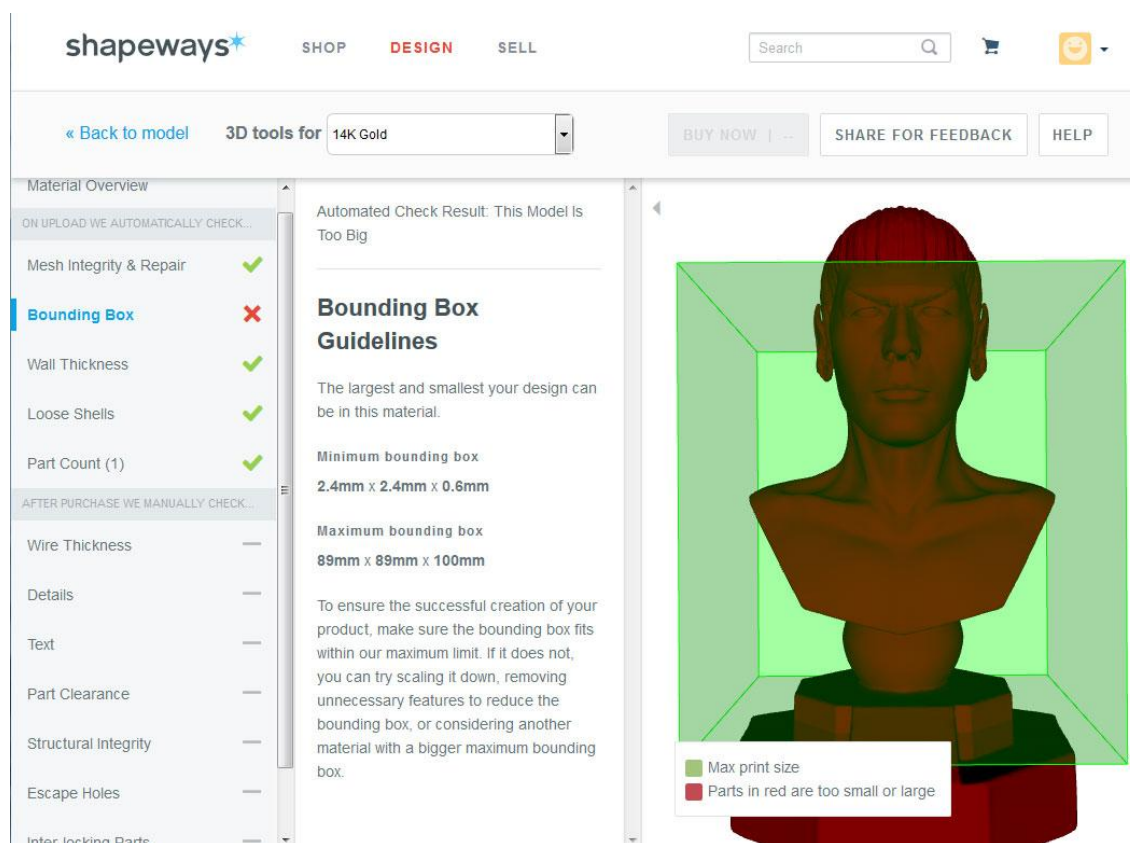 shapeways
SHOP
DESIGN
SELL
Search
« Back to model
3D tools for
14K Gold
BUY NOW | --
SHARE FOR FEEDBACK
HELP
Material Overview
ON UPLOAD WE AUTOMATICALLY CHECK...
Mesh Integrity & Repair
Bounding Box
Wall Thickness
Loose Shells
Part Count (1)
AFTER PURCHASE WE MANUALLY CHECK...
Wire Thickness
Details
Text
Part Clearance
Structural Integrity
Escape Holes
Inter-locking Parts
Automated Check Result: This Model Is
Too Big
Bounding Box
Guidelines
The largest and smallest your design can
be in this material.
Minimum bounding box
2.4mm x 2.4mm x 0.6mm
Maximum bounding box
89mm x 89mm x 100mm
To ensure the successful creation of your
product, make sure the bounding box fits
within our maximum limit. If it does not,
you can try scaling it down, removing
unnecessary features to reduce the
bounding box, or considering another
material with a bigger maximum bounding
box.
Max print size
Parts in red are too small or large